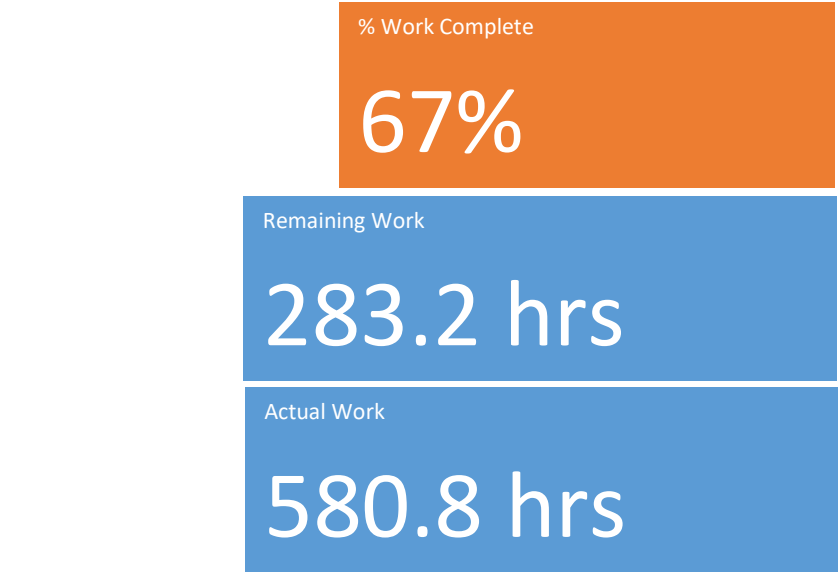 % Work Complete
67%
Remaining Work
283.2 hrs
Actual Work
580.8 hrs